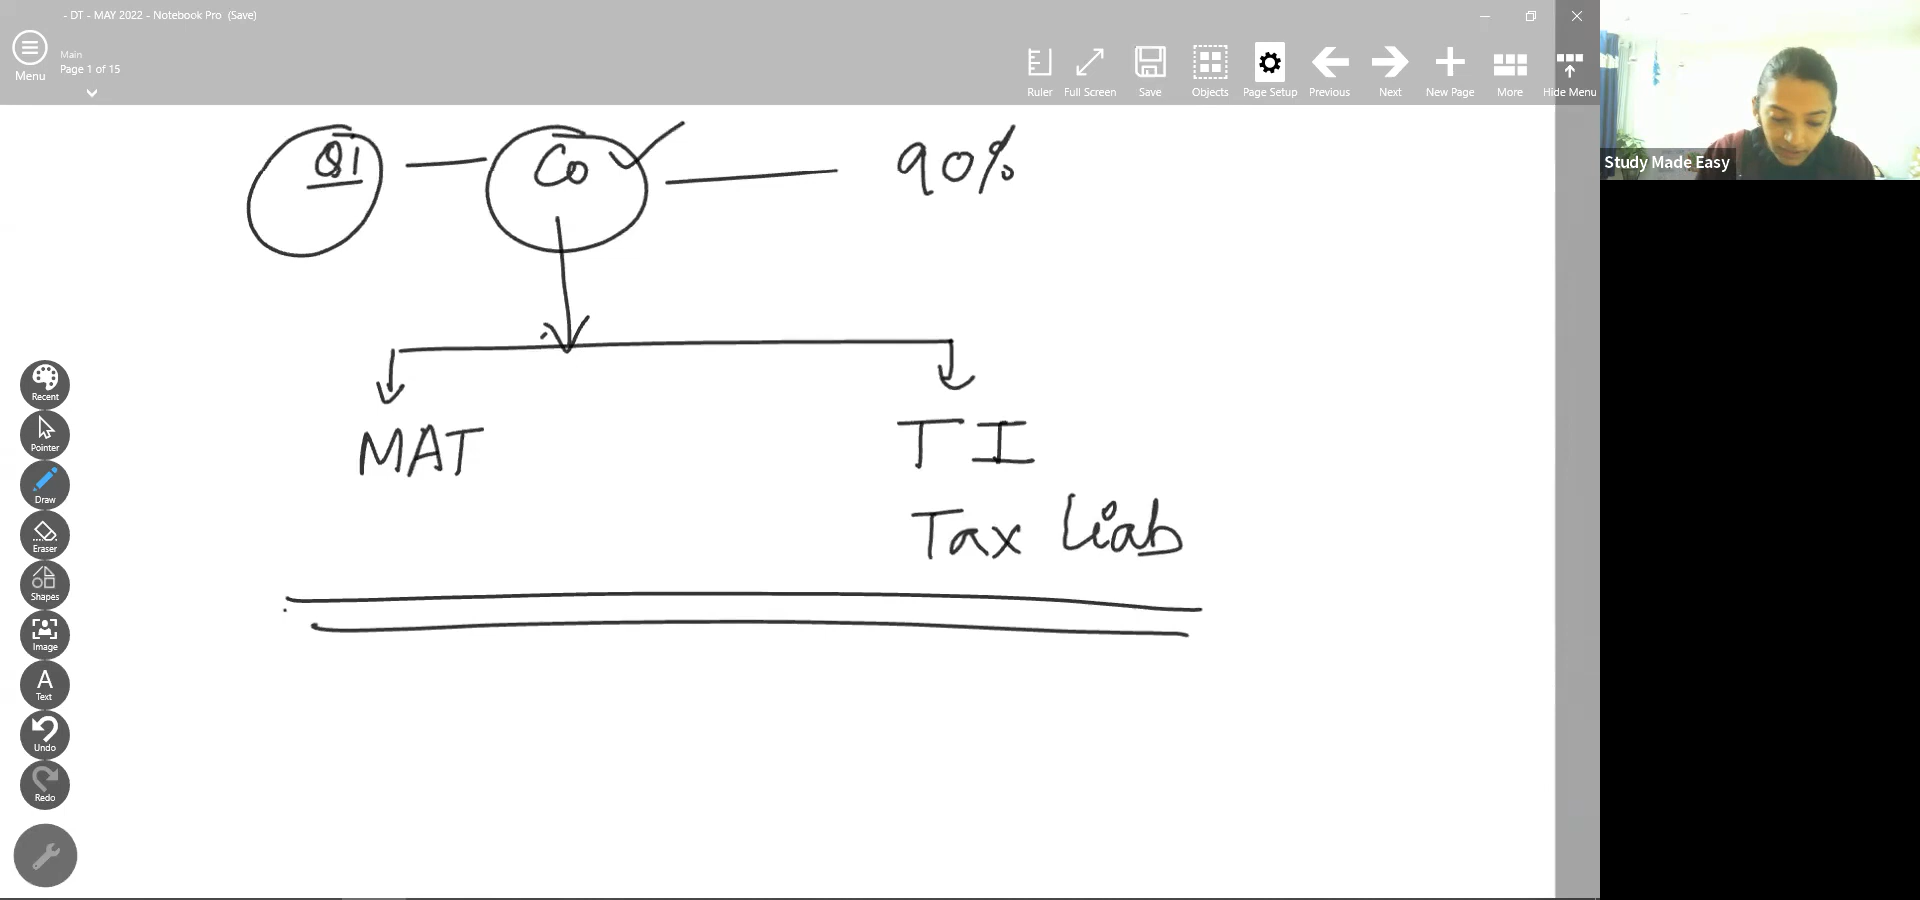 - DT - MAY 2022 - Notebook Pro (Save)
Menu
Main
Page 1 of 15
Ruler
Full Screen
Save
Objects
Page Setup
Previous
Next
New Page
More
Hide Menu
Study Made Easy
Q1
Co
90%
MAT
TI
Tax Liab
Recent
Pointer
Draw
Eraser
Shapes
Image
A
Text
Undo
Redo